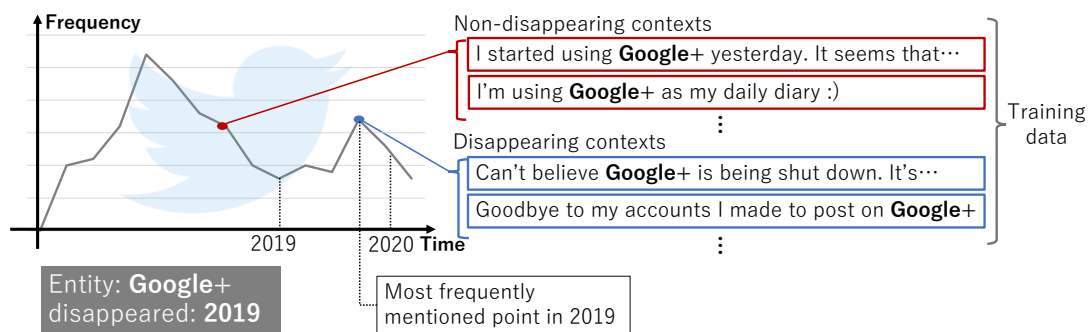 Frequency
Non-disappearing contexts
I started using Google+ yesterday. It seems that…
I'm using Google+ as my daily diary :)
⋮
Disappearing contexts
Can't believe Google+ is being shut down. It's…
Goodbye to my accounts I made to post on Google+
⋮
Training
data
2019
2020
Time
Entity: Google+
disappeared: 2019
Most frequently
mentioned point in 2019